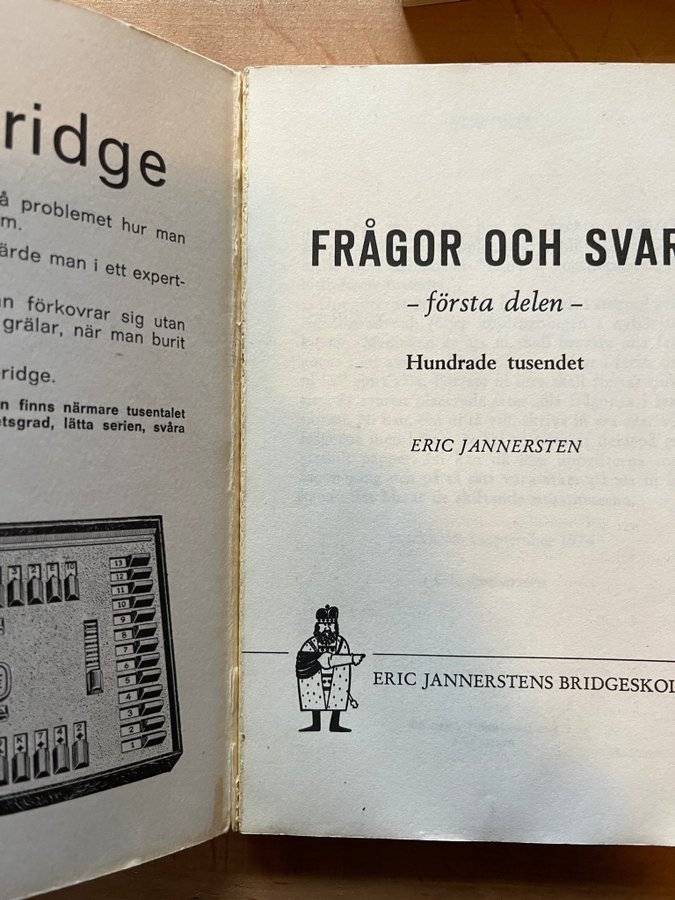 ridge
å problemet hur man
m.
ärde man i ett expert-
n förkovrar sig utan
grälar, när man burit
ridge.
n finns närmare tusentalet
etsgrad, lätta serien, svåra
13
12
11
10
9
8
7
6
5
4
3
2
1
FRÅGOR OCH SVAR
– första delen –
Hundrade tusendet
ERIC JANNERSTEN
ERIC JANNERSTENS BRIDGESKOL